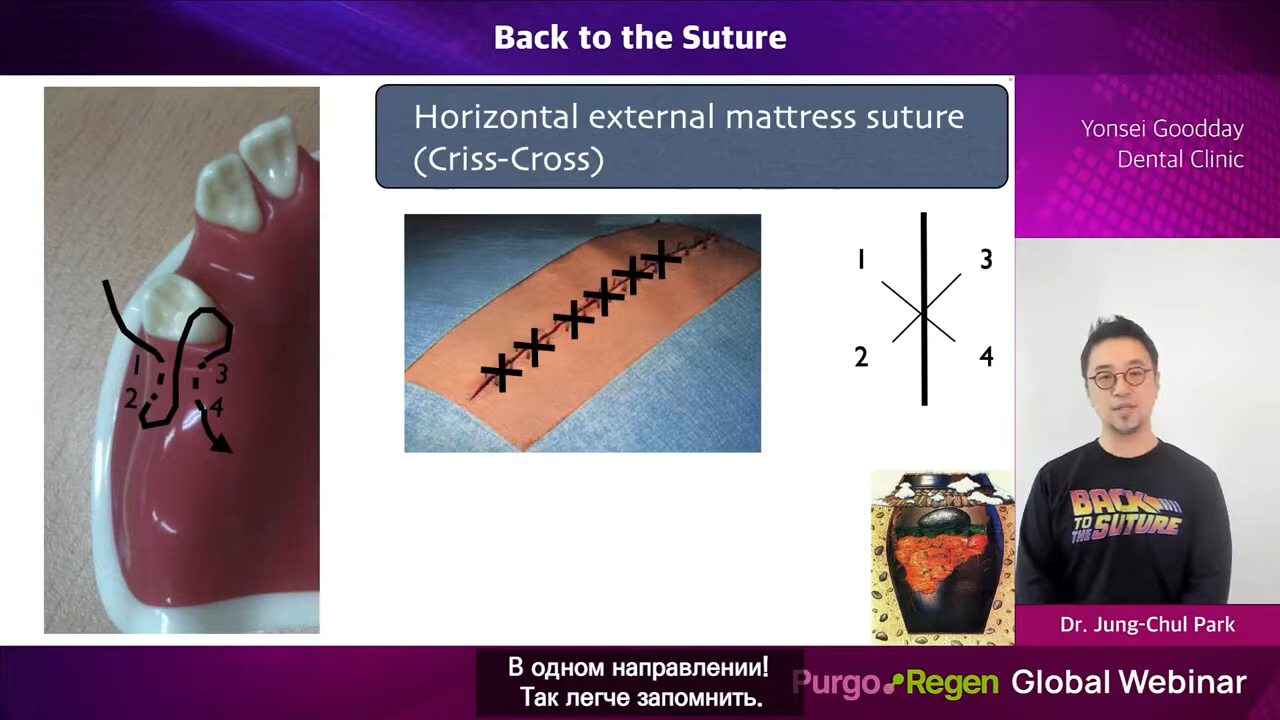 Back to the Suture
Horizontal external mattress suture
(Criss-Cross)
Yonsei Goodday
Dental Clinic
1
3
2
4
1
3
2
4
BACK
TO THE SUTURE
Dr. Jung-Chul Park
В одном направлении!
Так легче запомнить.
Purgo Regen Global Webinar